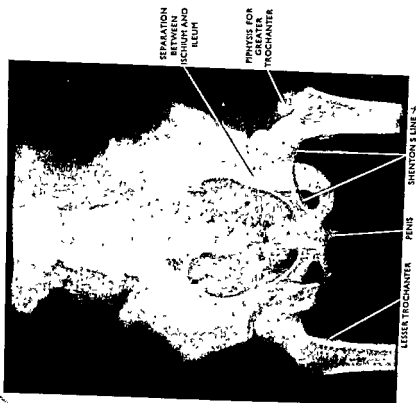 SEPARATION
BETWEEN
ISCHIUM AND
ILEUM
PIPHYSIS FOR
GREATER
TROCHANTER
LESSER TROCHANTER
PENIS
SHENTON S LINE